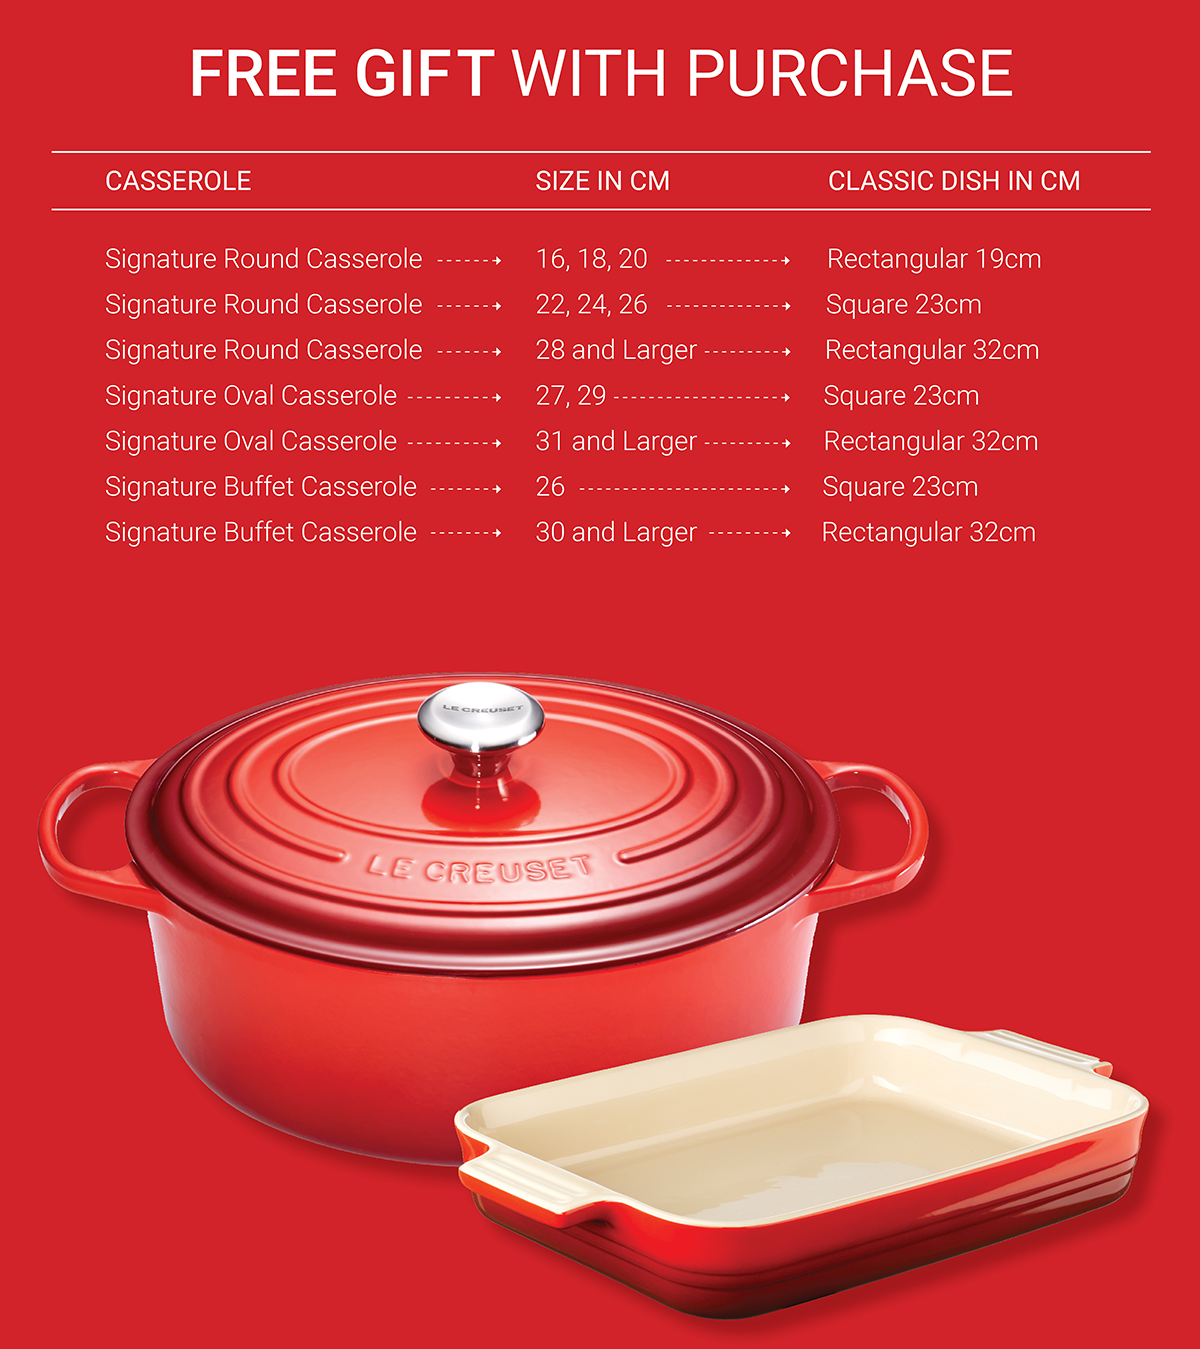 FREE GIFT WITH PURCHASE
CASSEROLE SIZE IN CM CLASSIC DISH IN CM
Signature Round Casserole 16, 18, 20 Rectangular 19cm
Signature Round Casserole 22, 24, 26 Square 23cm
Signature Round Casserole 28 and Larger Rectangular 32cm
Signature Oval Casserole 27, 29 Square 23cm
Signature Oval Casserole 31 and Larger Rectangular 32cm
Signature Buffet Casserole 26 Square 23cm
Signature Buffet Casserole 30 and Larger Rectangular 32cm
LE CREUSET
LE CREUSET